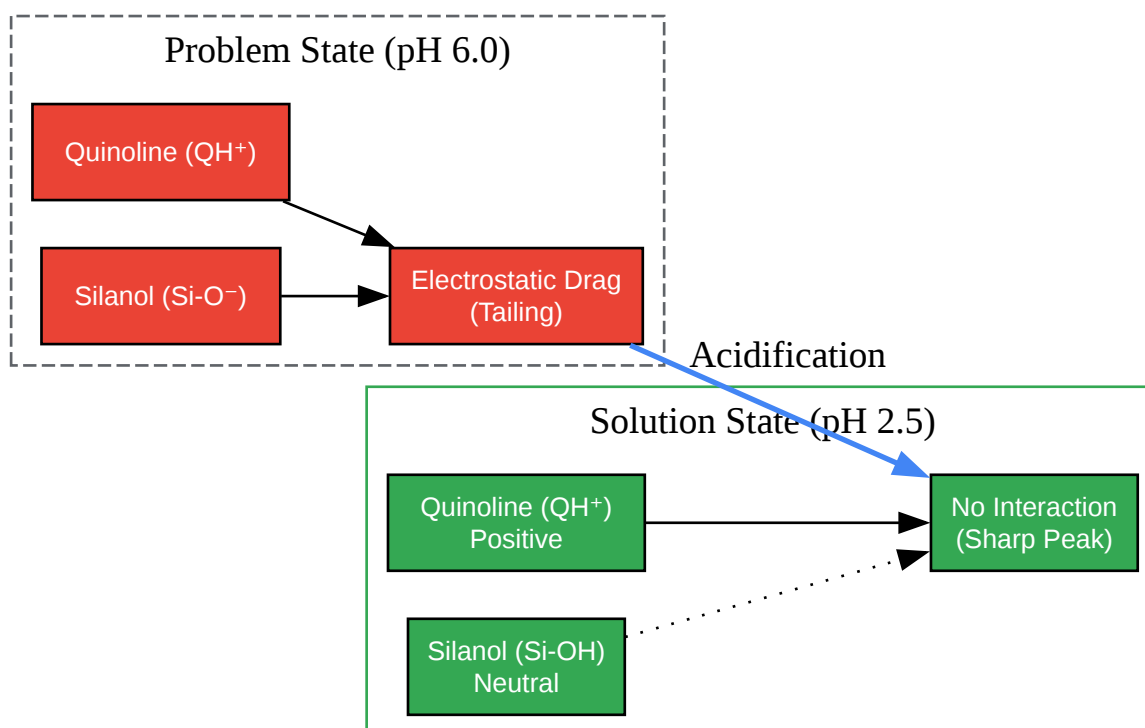 Problem State (pH 6.0)
Quinoline (QH⁺)
Silanol (Si-O⁻)
Electrostatic Drag
(Tailing)
Acidification
Solution State (pH 2.5)
Quinoline (QH⁺)
Positive
No Interaction
(Sharp Peak)
Silanol (Si-OH)
Neutral